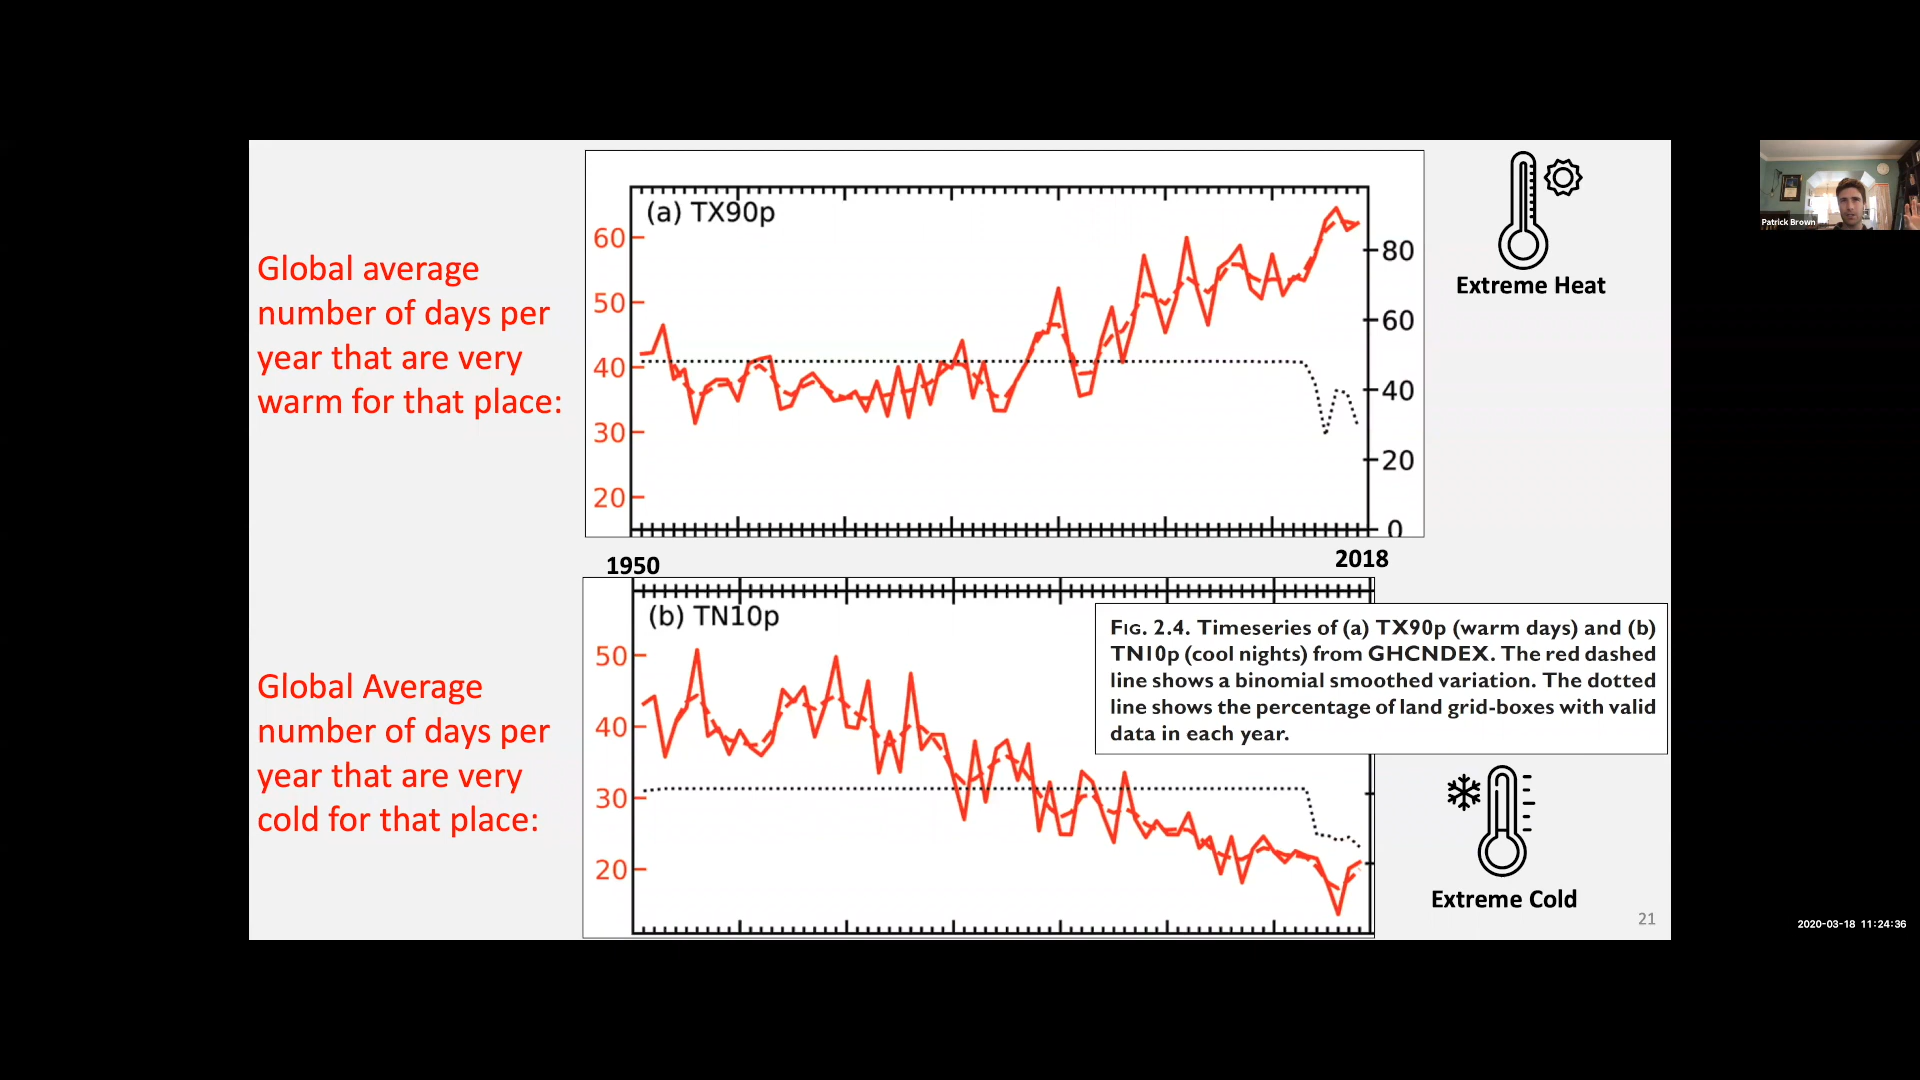 Global average
number of days per
year that are very
warm for that place:
(a) TX90p
60
50
40
30
20
80
60
40
20
0
Extreme Heat
Patrick Brown
1950
2018
Global Average
number of days per
year that are very
cold for that place:
(b) TN10p
50
40
30
20
FIG. 2.4. Timeseries of (a) TX90p (warm days) and (b)
TN10p (cool nights) from GHCNDEX. The red dashed
line shows a binomial smoothed variation. The dotted
line shows the percentage of land grid-boxes with valid
data in each year.
Extreme Cold
21
2020-03-18 11:24:36